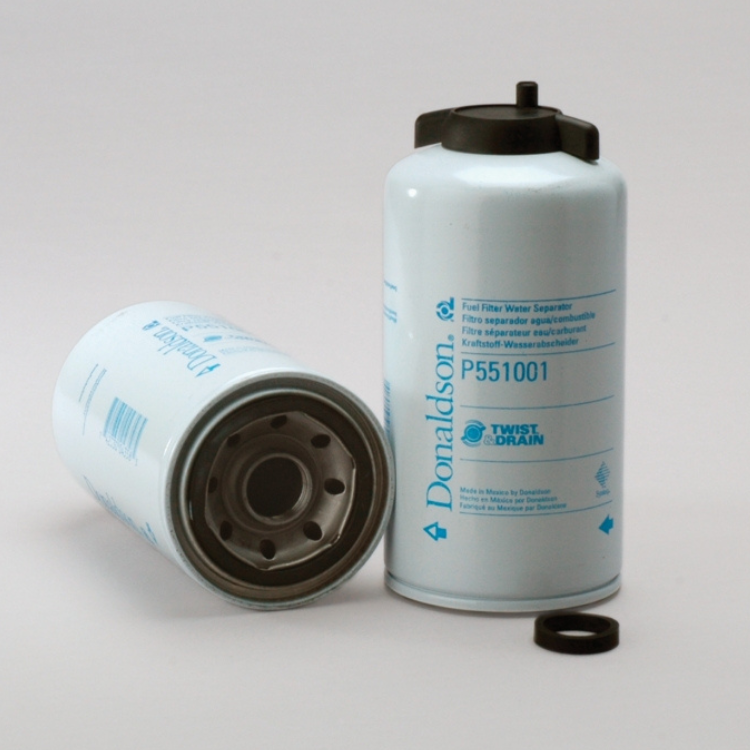 Fuel Filter Water Separator
Filtro separador agua/combustible
Filtre séparateur eau/carburant
Kraftstoff-Wasserabscheider
P551001
Donaldson®
TWIST
&DRAIN
Made in Mexico by Donaldson
Hecho en México por Donaldson
Fabriqué au Mexique par Donaldson
Donaldson